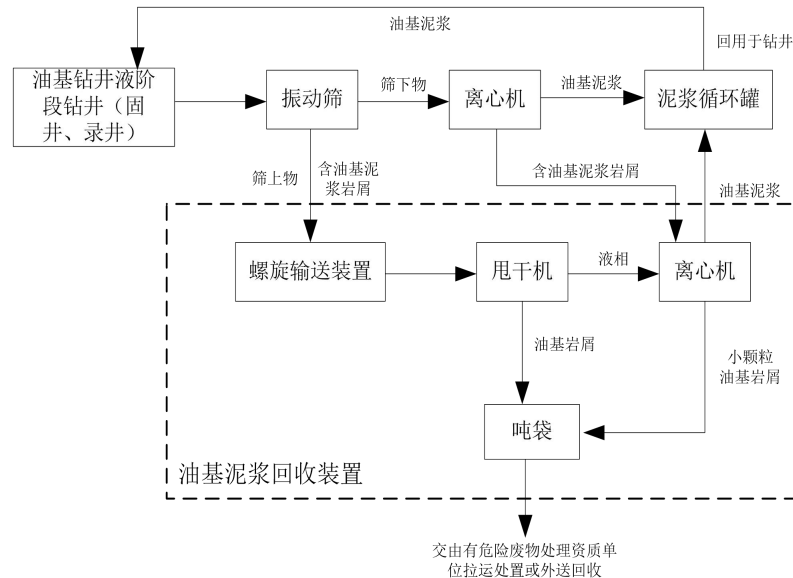 油基泥浆
回用于钻井
油基钻井液阶
段钻井（固
井、录井）
振动筛
筛下物
离心机
油基泥浆
泥浆循环罐
筛上物
含油基泥
浆岩屑
含油基泥浆岩屑
油基泥浆
螺旋输送装置
甩干机
液相
离心机
油基岩屑
小颗粒
油基岩屑
吨袋
油基泥浆回收装置
交由有危险废物处理资质单
位拉运处置或外送回收